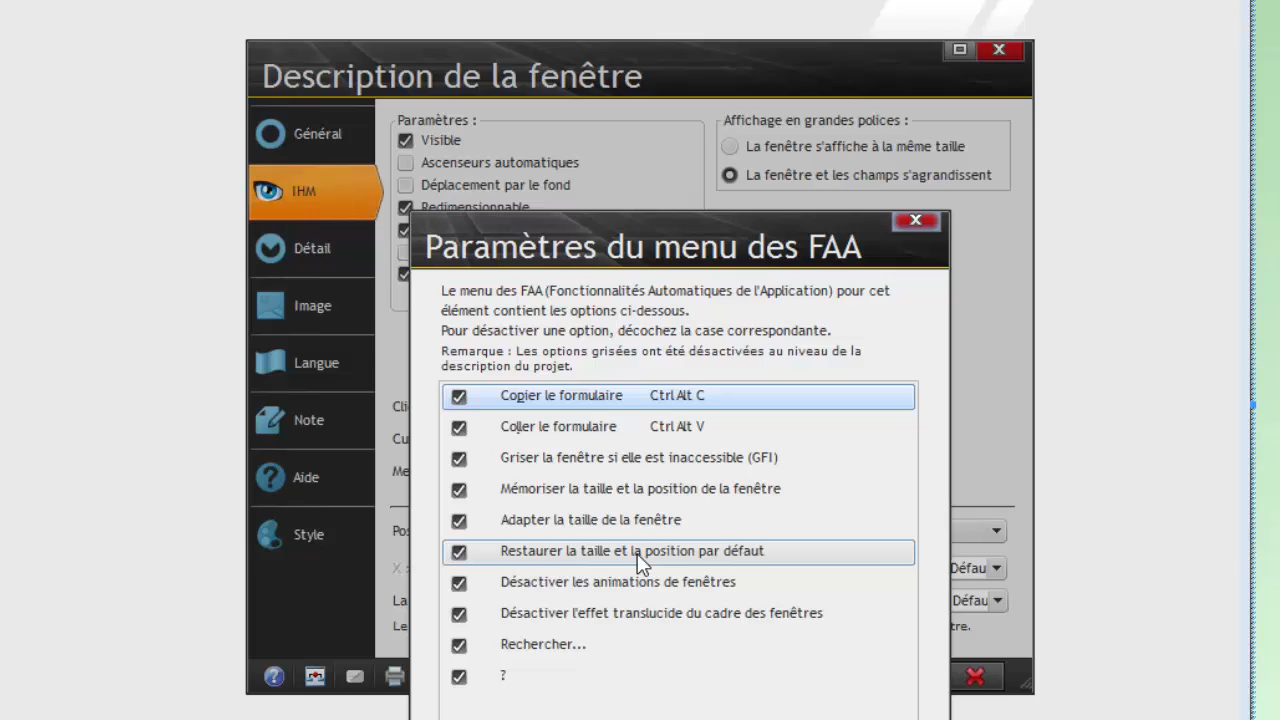 Description de la fenêtre
Général
IHM
Détail
Image
Langue
Note
Aide
Style
Paramètres :
Visible
Ascenseurs automatiques
Déplacement par le fond
Redimensionnable
Affichage en grandes polices :
La fenêtre s'affiche à la même taille
La fenêtre et les champs s'agrandissent
Cli
Cu
Me
Pos
X :
La
Le
Défau
Défau
tre.
Paramètres du menu des FAA
Le menu des FAA (Fonctionnalités Automatiques de l'Application) pour cet
élément contient les options ci-dessous.
Pour désactiver une option, décochez la case correspondante.
Remarque : Les options grisées ont été désactivées au niveau de la
description du projet.
Copier le formulaire Ctrl Alt C
Coller le formulaire Ctrl Alt V
Griser la fenêtre si elle est inaccessible (GFI)
Mémoriser la taille et la position de la fenêtre
Adapter la taille de la fenêtre
Restaurer la taille et la position par défaut
Désactiver les animations de fenêtres
Désactiver l'effet translucide du cadre des fenêtres
Rechercher...
?